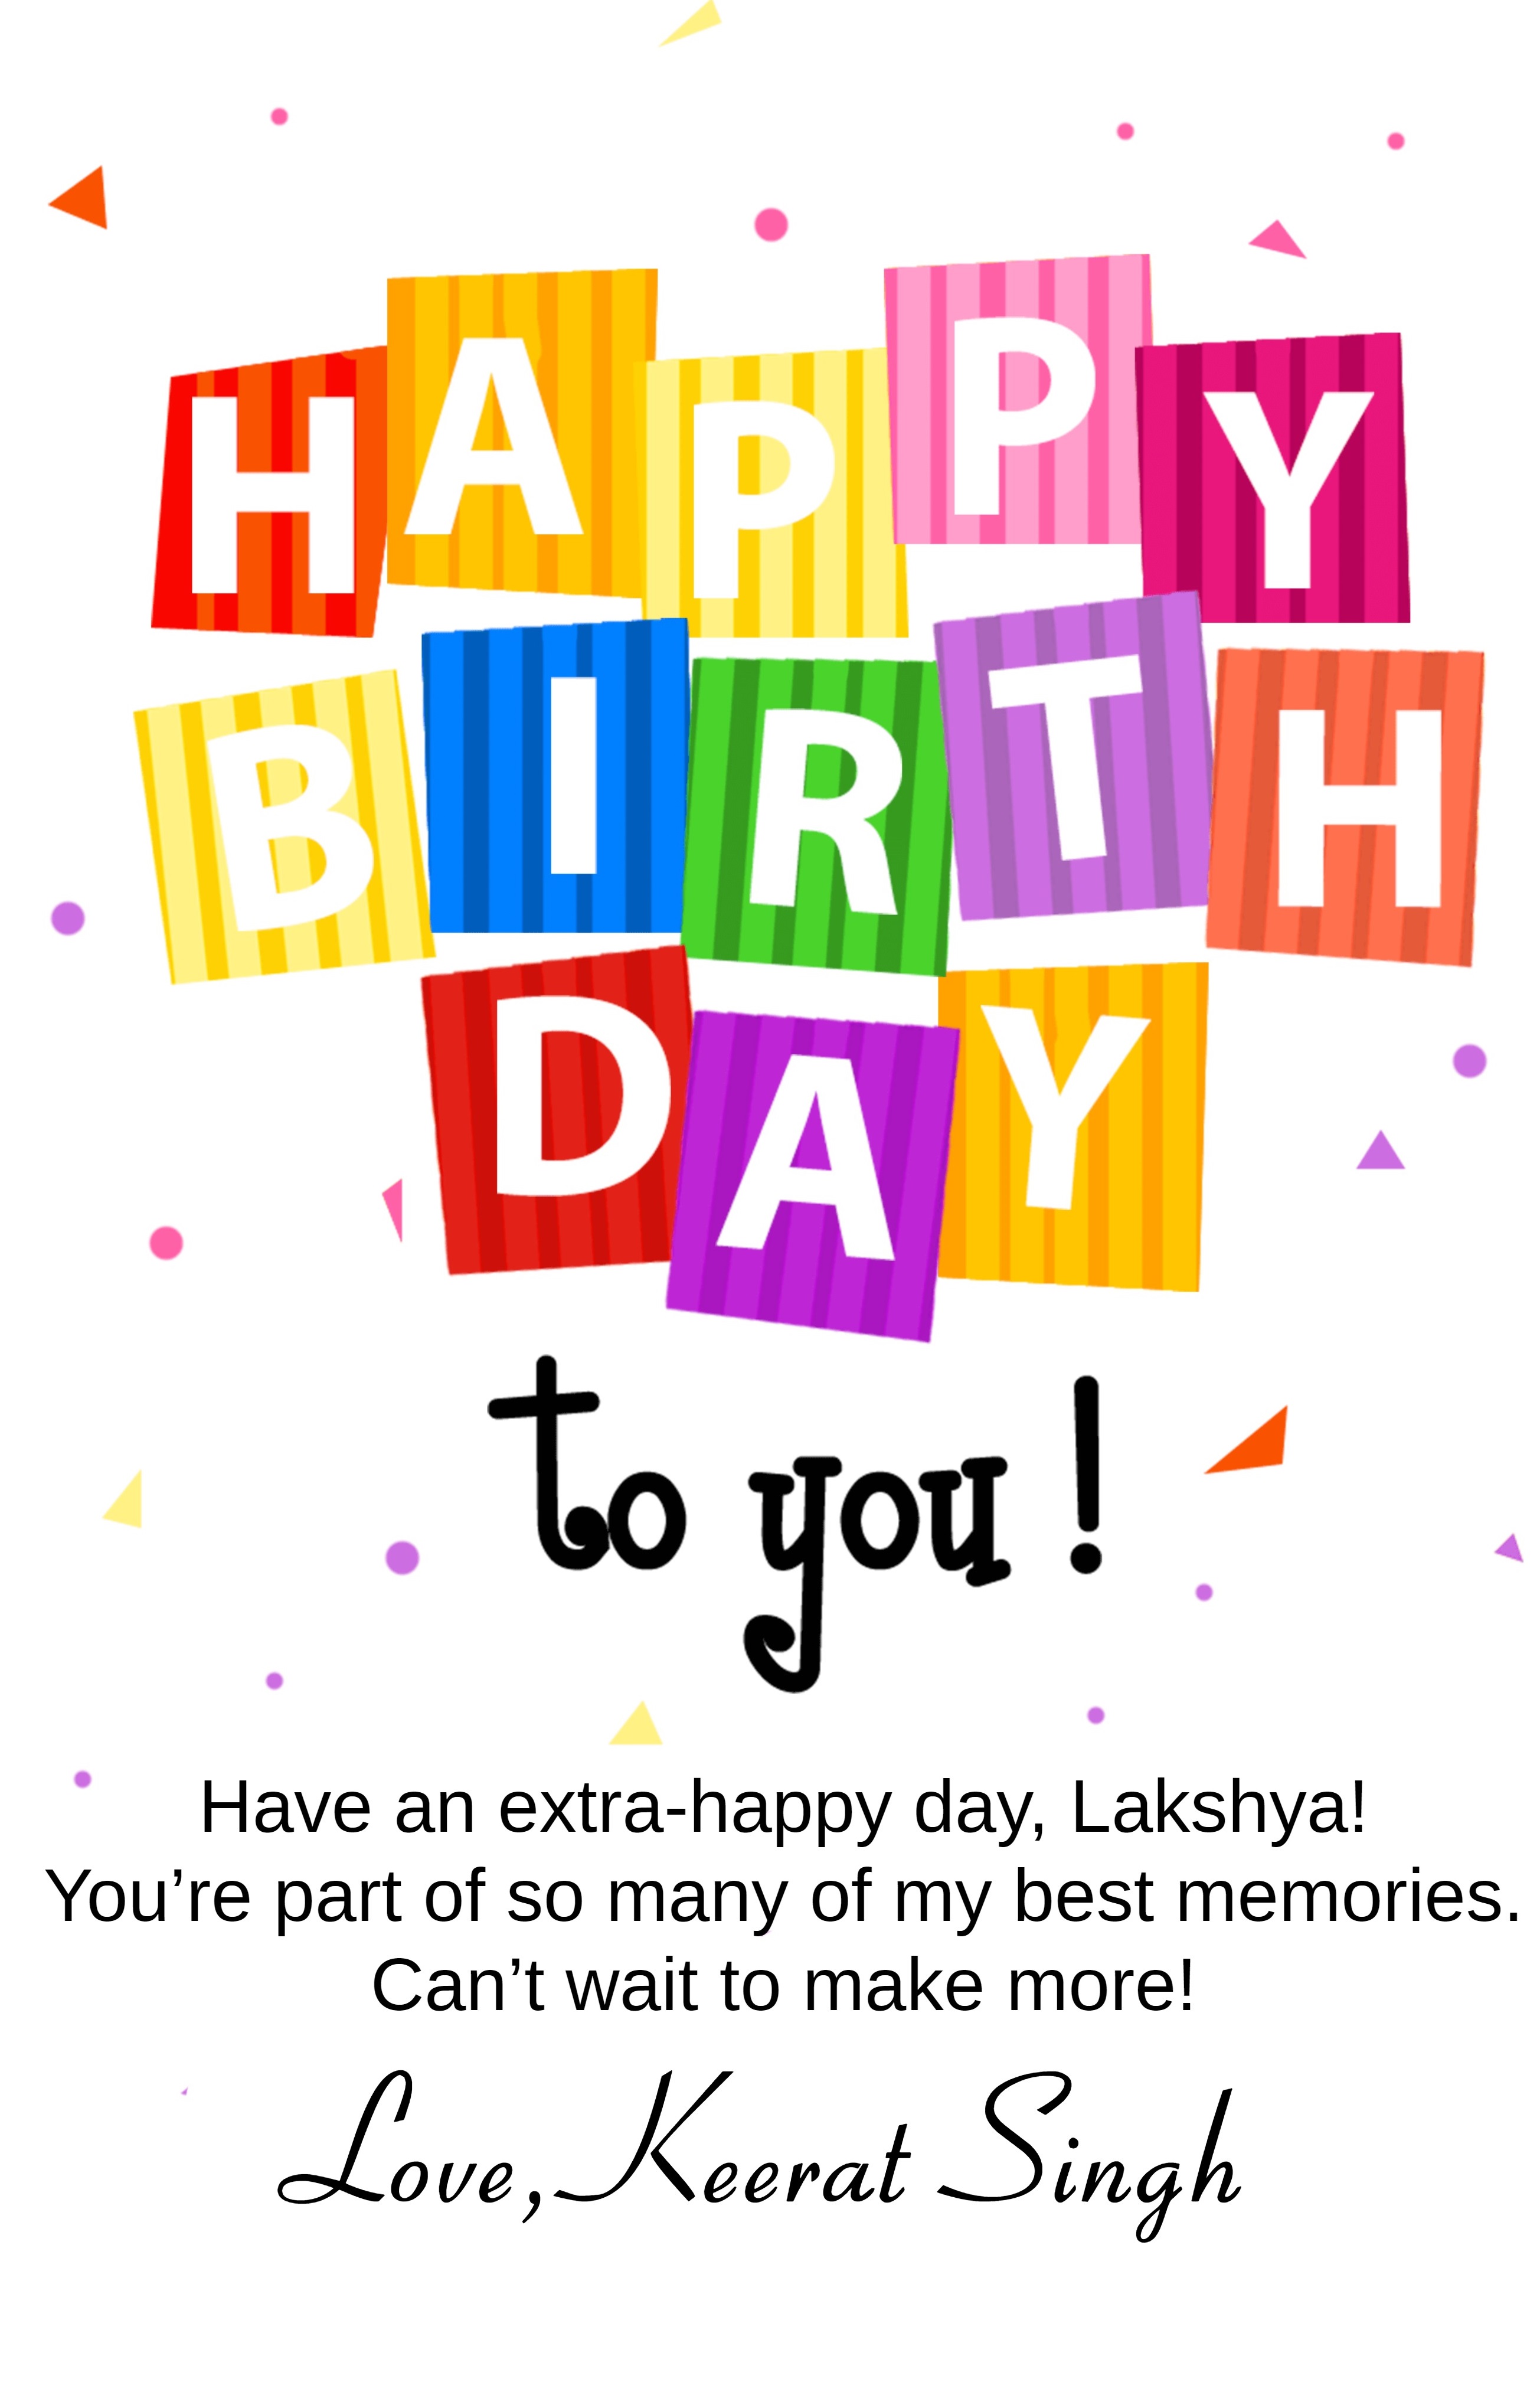 HAPPY
BIRTH
DAY
to you!
Have an extra-happy day, Lakshya!
You’re part of so many of my best memories.
Can’t wait to make more!
Love, Keerat Singh